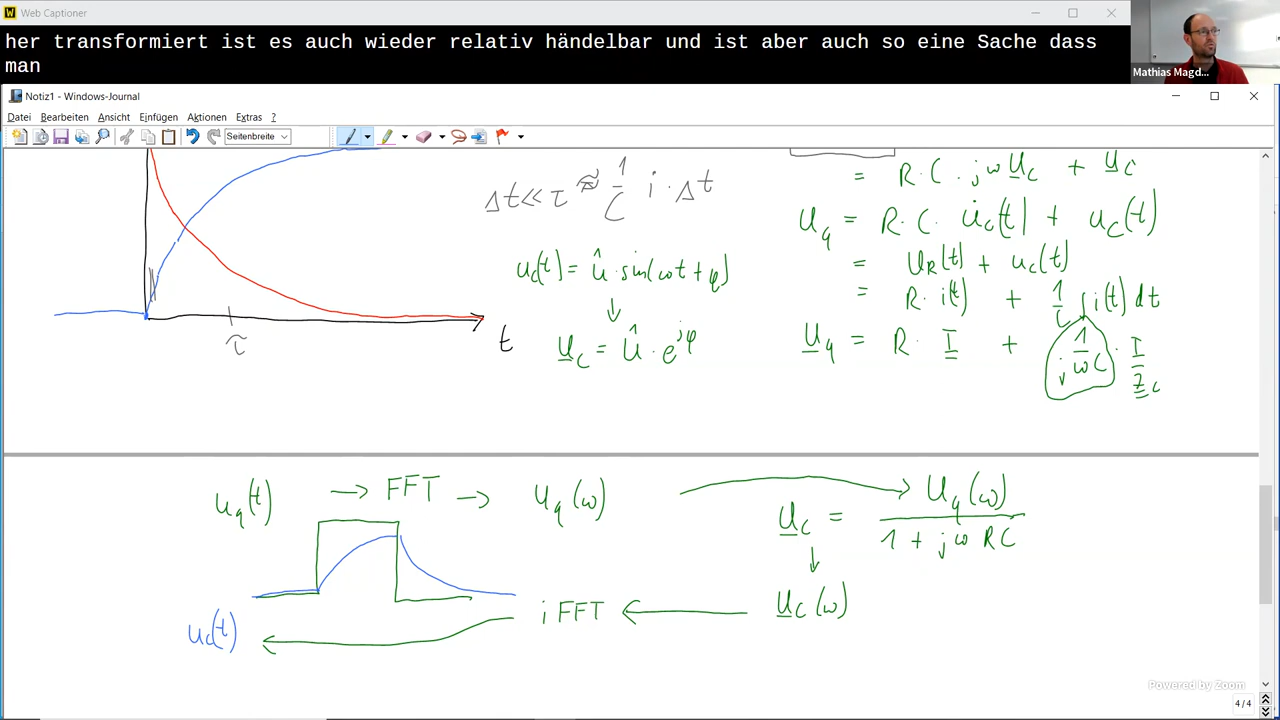 Web Captioner
her transformiert ist es auch wieder relativ händelbar und ist aber auch so eine Sache dass
man
Mathias Magd...
Notiz1 - Windows-Journal
Datei Bearbeiten Ansicht Einfügen Aktionen Extras ?
Seitenbreite
= R · C · jω U_C + U_C
Δt << τ ≈ 1/C i · Δt
U_q = R · C · u̇_C(t) + u_C(t)
u_C(t) = û · sin(ωt + φ)
= u_R(t) + u_C(t)
= R · i(t) + 1/C ∫ i(t) dt
↓
τ
t
U_C = Û · e^jφ
U_q = R · I + 1/jωC · I
Z_C
u_q(t) → FFT → U_q(ω)
U_C = U_q(ω) / 1 + jω RC
↓
U_C(ω)
i FFT
u_C(t)
Powered by Zoom
4 / 4